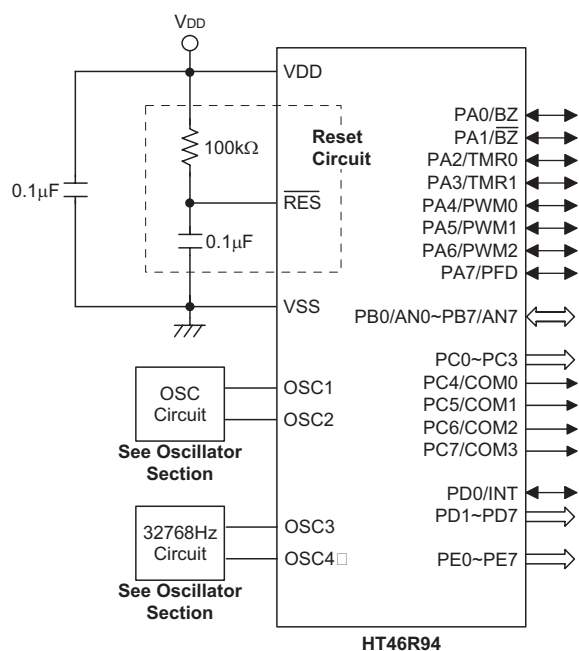 VDD
VDD
PA0/BZ
Reset
Circuit
PA1/B̅Z̅
100kΩ
PA2/TMR0
PA3/TMR1
0.1μF
R̅E̅S̅
PA4/PWM0
PA5/PWM1
0.1μF
PA6/PWM2
PA7/PFD
VSS
PB0/AN0~PB7/AN7
PC0~PC3
OSC
Circuit
OSC1
PC4/COM0
OSC2
PC5/COM1
PC6/COM2
See Oscillator
Section
PC7/COM3
PD0/INT
32768Hz
Circuit
OSC3
PD1~PD7
OSC4□
PE0~PE7
See Oscillator
Section
HT46R94